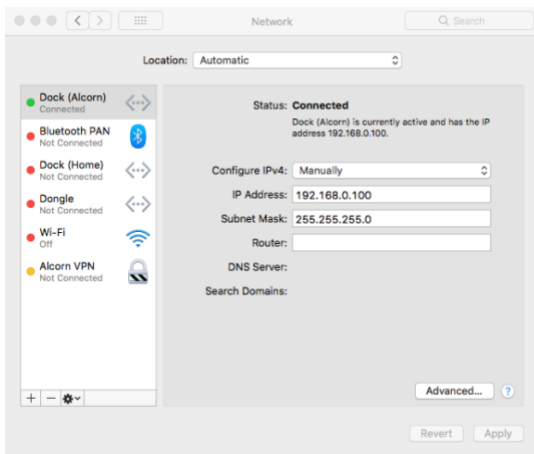 Network
Search
Location: Automatic
Dock (Alcorn)
Connected
Bluetooth PAN
Not Connected
Dock (Home)
Not Connected
Dongle
Not Connected
Wi-Fi
Off
Alcorn VPN
Not Connected
Status: Connected
Dock (Alcorn) is currently active and has the IP
address 192.168.0.100.
Configure IPv4: Manually
IP Address: 192.168.0.100
Subnet Mask: 255.255.255.0
Router:
DNS Server:
Search Domains:
Advanced... ?
Revert Apply